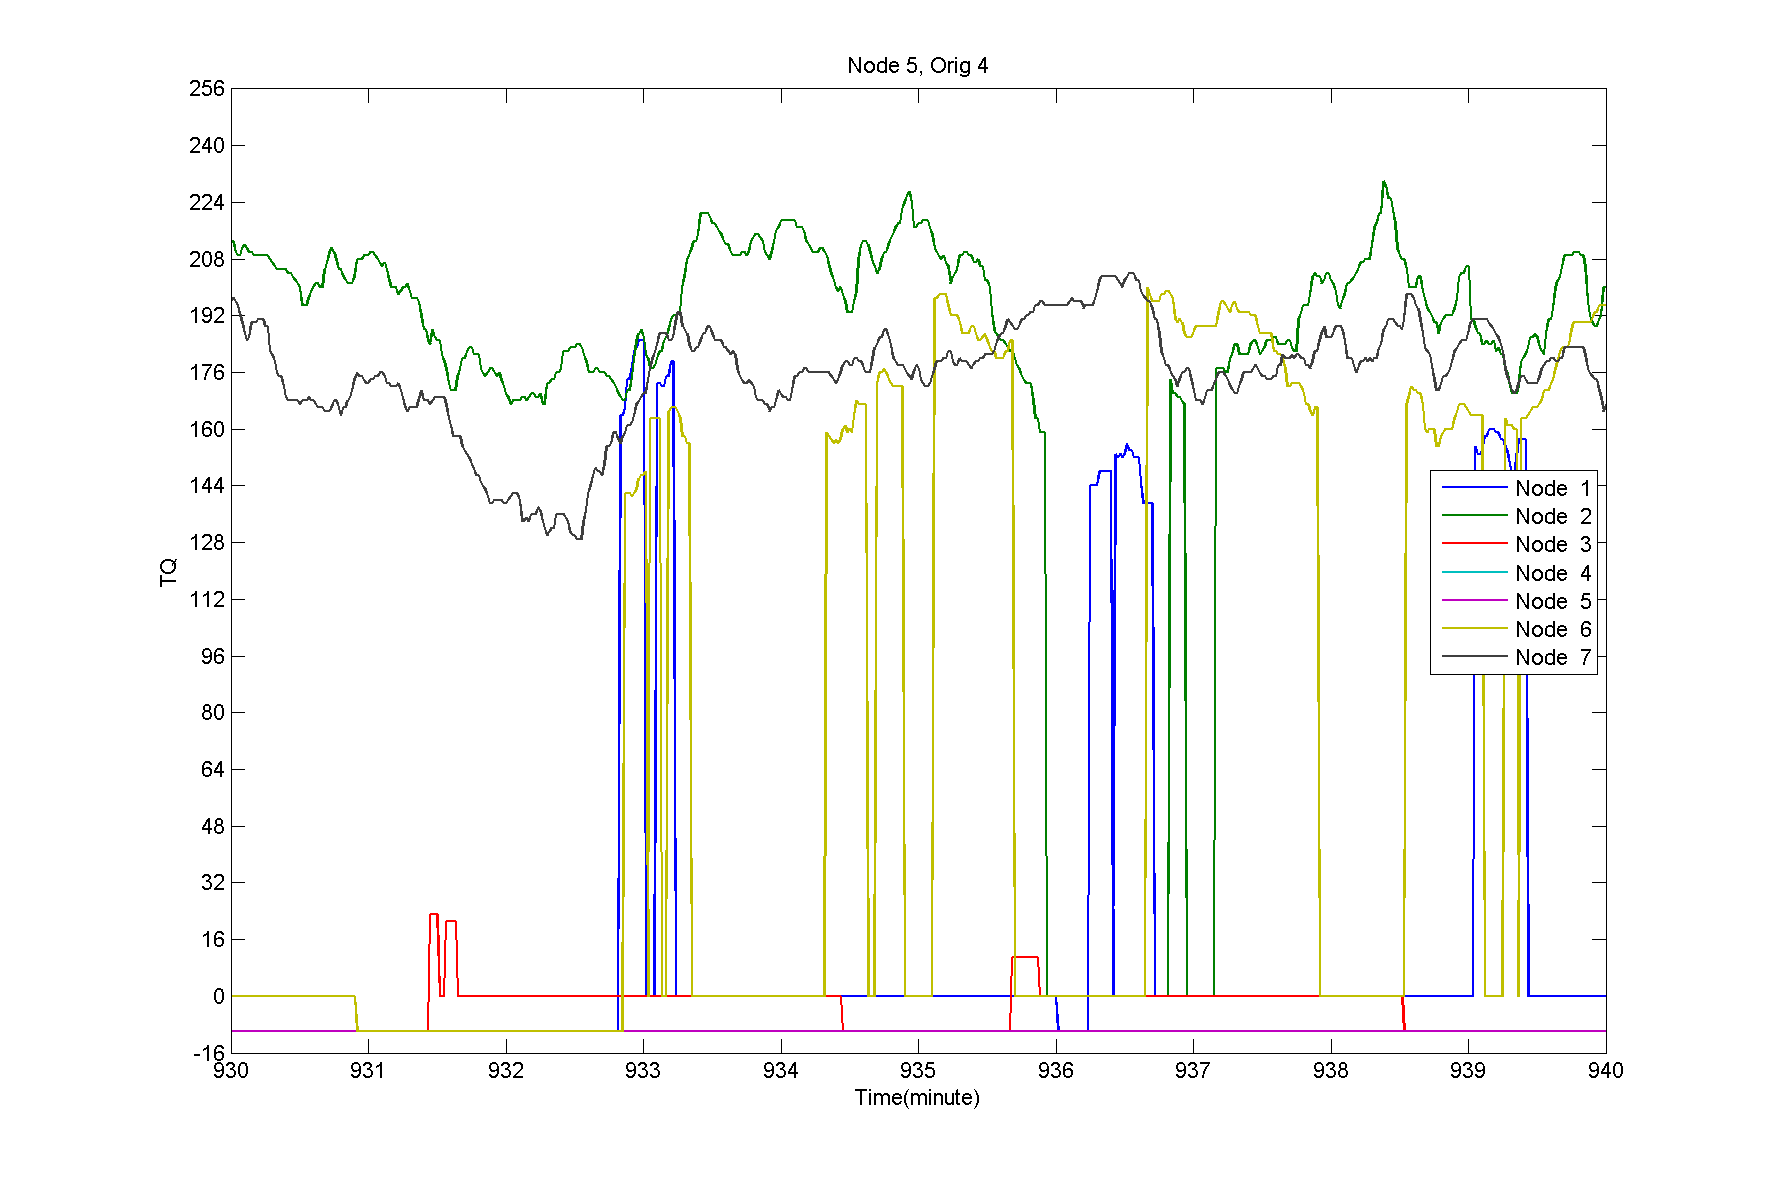 Node 5, Orig 4
256
240
224
208
192
176
160
144
128
112
96
80
64
48
32
16
0
-16
TQ
Node 1
Node 2
Node 3
Node 4
Node 5
Node 6
Node 7
930 931 932 933 934 935 936 937 938 939 940
Time(minute)